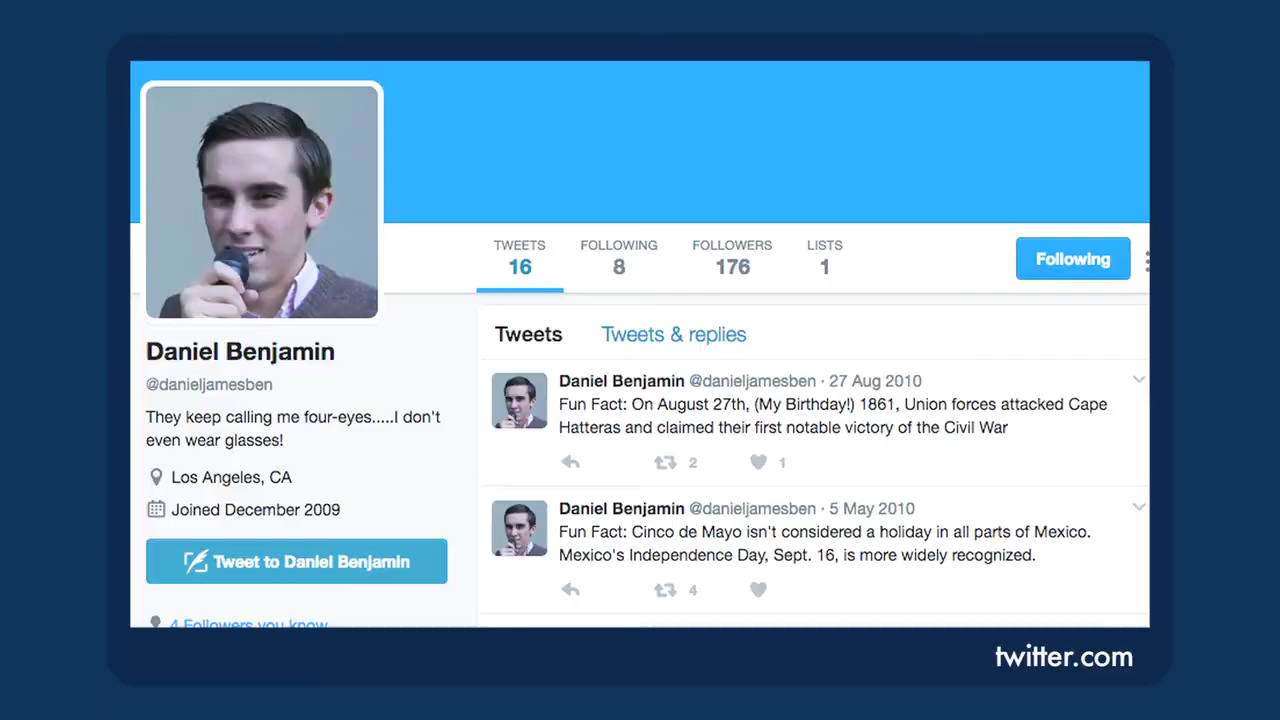 TWEETS FOLLOWING FOLLOWERS LISTS
16 8 176 1
Following
Daniel Benjamin
@danieljamesben
They keep calling me four-eyes.....I don't
even wear glasses!
Los Angeles, CA
Joined December 2009
Tweet to Daniel Benjamin
4 Followers you know
Tweets Tweets & replies
Daniel Benjamin @danieljamesben · 27 Aug 2010
Fun Fact: On August 27th, (My Birthday!) 1861, Union forces attacked Cape
Hatteras and claimed their first notable victory of the Civil War
2 1
Daniel Benjamin @danieljamesben · 5 May 2010
Fun Fact: Cinco de Mayo isn't considered a holiday in all parts of Mexico.
Mexico's Independence Day, Sept. 16, is more widely recognized.
4
twitter.com